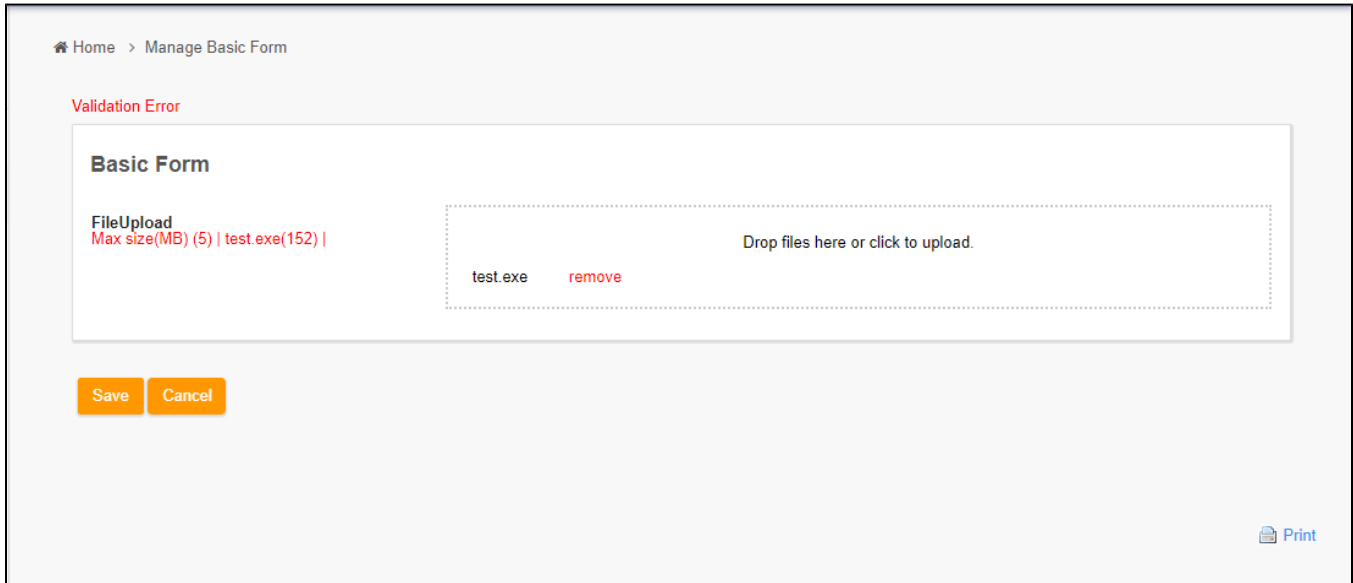 Home > Manage Basic Form
Validation Error
Basic Form
FileUpload
Max size(MB) (5) | test.exe(152) |
Drop files here or click to upload.
test.exe remove
Save Cancel
Print